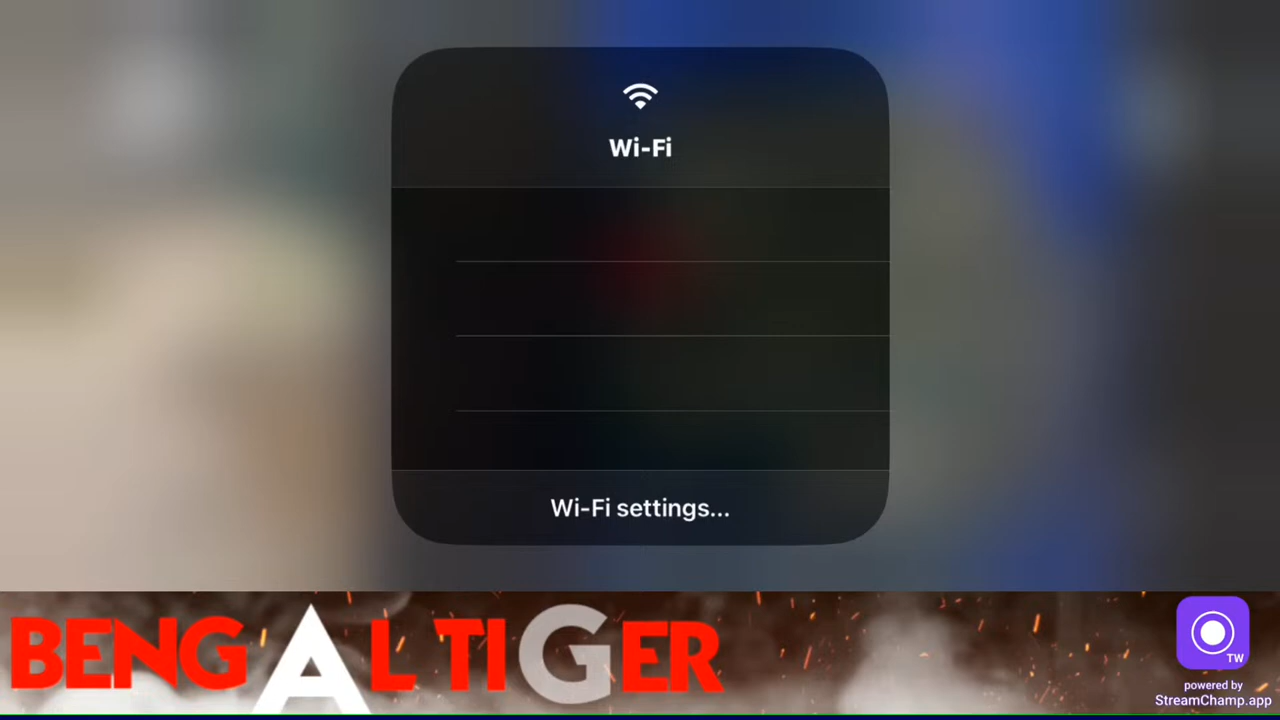 Wi-Fi
Wi-Fi settings...
BENGAL TIGER
TW
powered by
StreamChamp.app